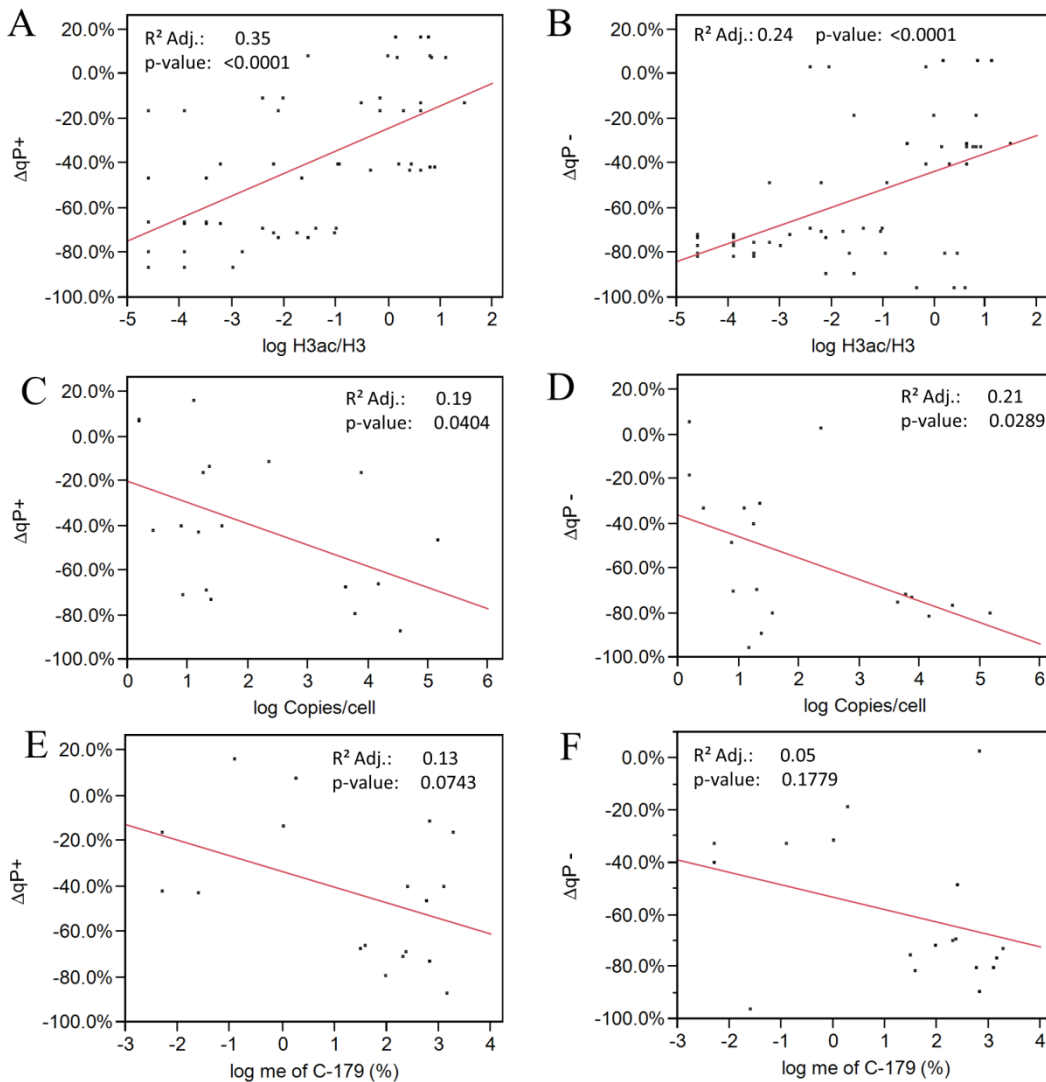 A
R² Adj.: 0.35
p-value: <0.0001
20.0%
0.0%
-20.0%
-40.0%
-60.0%
-80.0%
-100.0%
ΔqP+
-5 -4 -3 -2 -1 0 1 2
log H3ac/H3
B
R² Adj.: 0.24 p-value: <0.0001
20.0%
0.0%
-20.0%
-40.0%
-60.0%
-80.0%
-100.0%
ΔqP -
-5 -4 -3 -2 -1 0 1 2
log H3ac/H3
C
R² Adj.: 0.19
p-value: 0.0404
20.0%
0.0%
-20.0%
-40.0%
-60.0%
-80.0%
-100.0%
ΔqP+
0 1 2 3 4 5 6
log Copies/cell
D
R² Adj.: 0.21
p-value: 0.0289
20.0%
0.0%
-20.0%
-40.0%
-60.0%
-80.0%
-100.0%
ΔqP -
0 1 2 3 4 5 6
log Copies/cell
E
R² Adj.: 0.13
p-value: 0.0743
20.0%
0.0%
-20.0%
-40.0%
-60.0%
-80.0%
-100.0%
ΔqP+
-3 -2 -1 0 1 2 3 4
log me of C-179 (%)
F
R² Adj.: 0.05
p-value: 0.1779
0.0%
-20.0%
-40.0%
-60.0%
-80.0%
-100.0%
ΔqP -
-3 -2 -1 0 1 2 3 4
log me of C-179 (%)